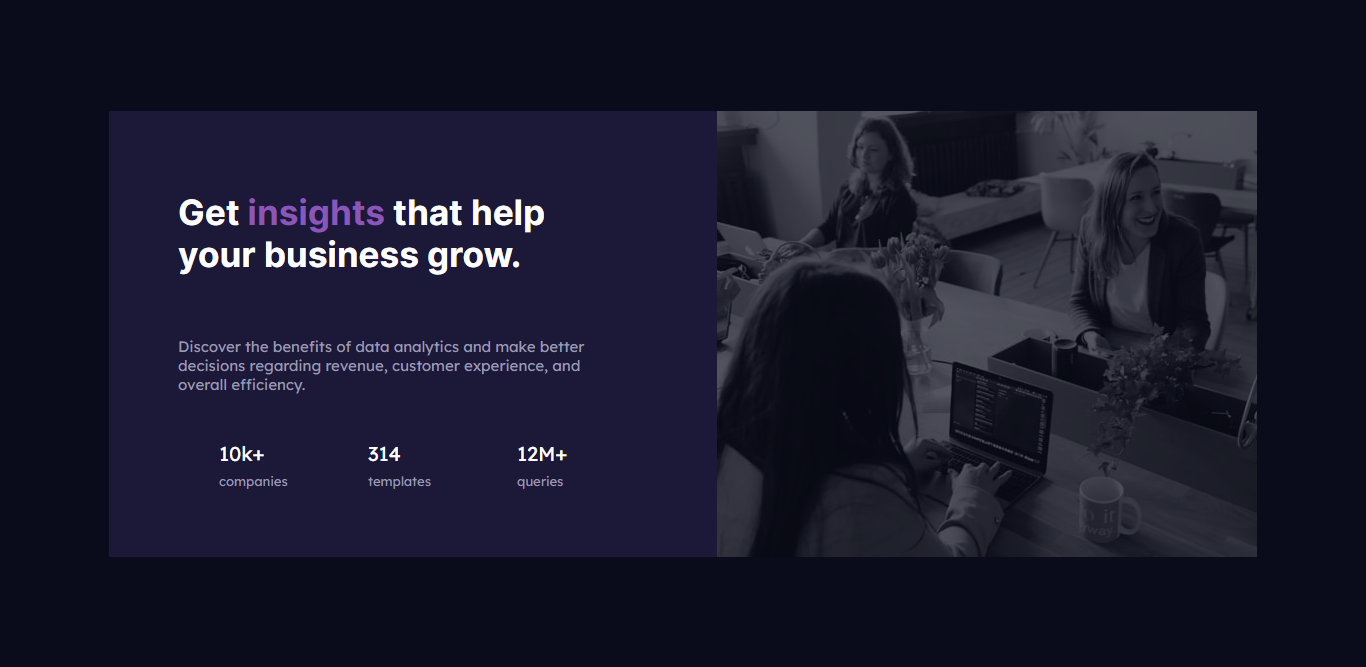 Get insights that help
your business grow.
Discover the benefits of data analytics and make better
decisions regarding revenue, customer experience, and
overall efficiency.
10k+
companies
314
templates
12M+
queries